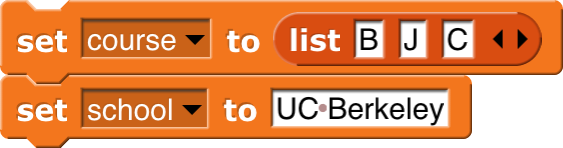 set course to list B J C
set school to UC Berkeley